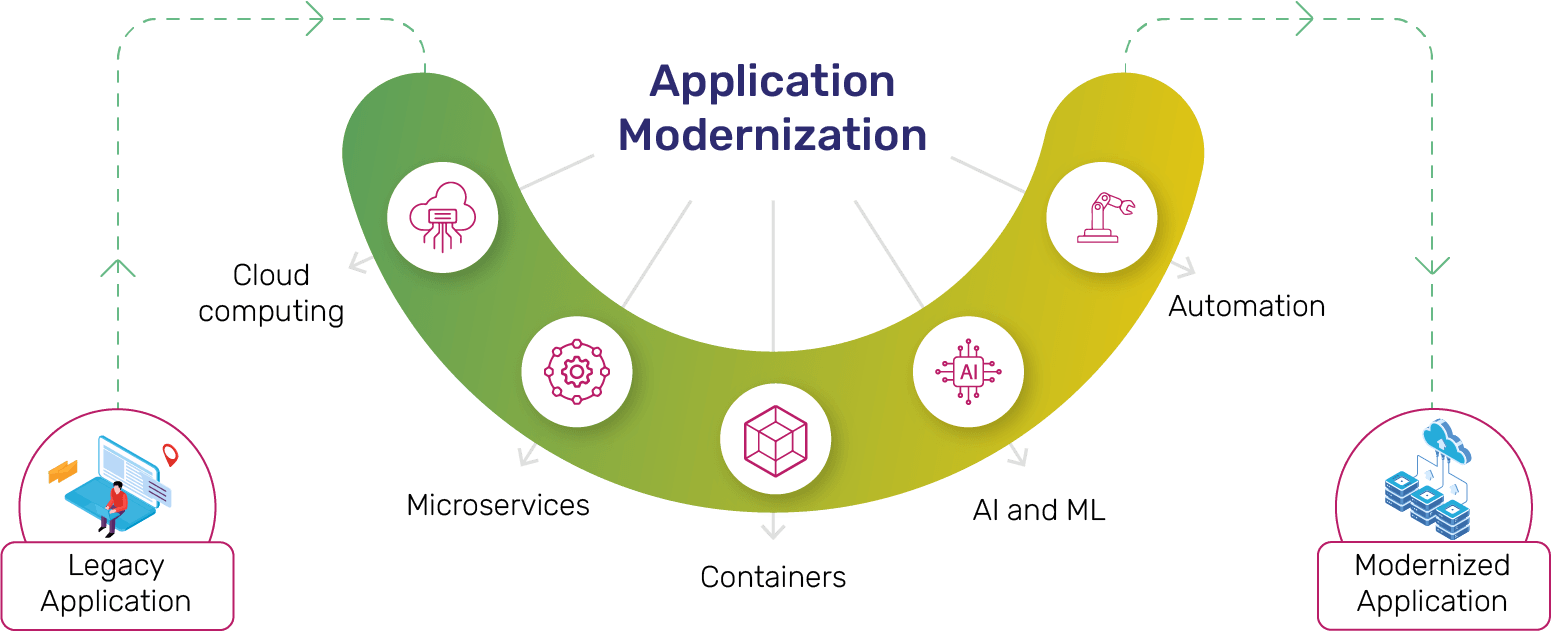 Application
Modernization
Cloud
computing
Microservices
Containers
AI
AI and ML
Automation
Legacy
Application
Modernized
Application